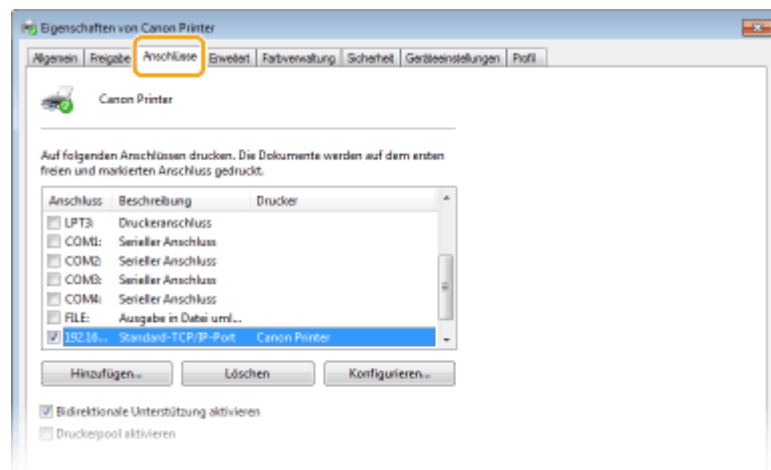 Eigenschaften von Canon Printer
Allgemein Freigabe Anschlüsse Erweitert Farbverwaltung Sicherheit Geräteeinstellungen Profil
Canon Printer
Auf folgenden Anschlüssen drucken. Die Dokumente werden auf dem ersten
freien und markierten Anschluss gedruckt.
Anschluss Beschreibung Drucker
LPT3: Druckeranschluss
COM1: Serieller Anschluss
COM2: Serieller Anschluss
COM3: Serieller Anschluss
COM4: Serieller Anschluss
FILE: Ausgabe in Datei uml...
192.16... Standard-TCP/IP-Port Canon Printer
Hinzufügen... Löschen Konfigurieren...
Bidirektionale Unterstützung aktivieren
Druckerpool aktivieren